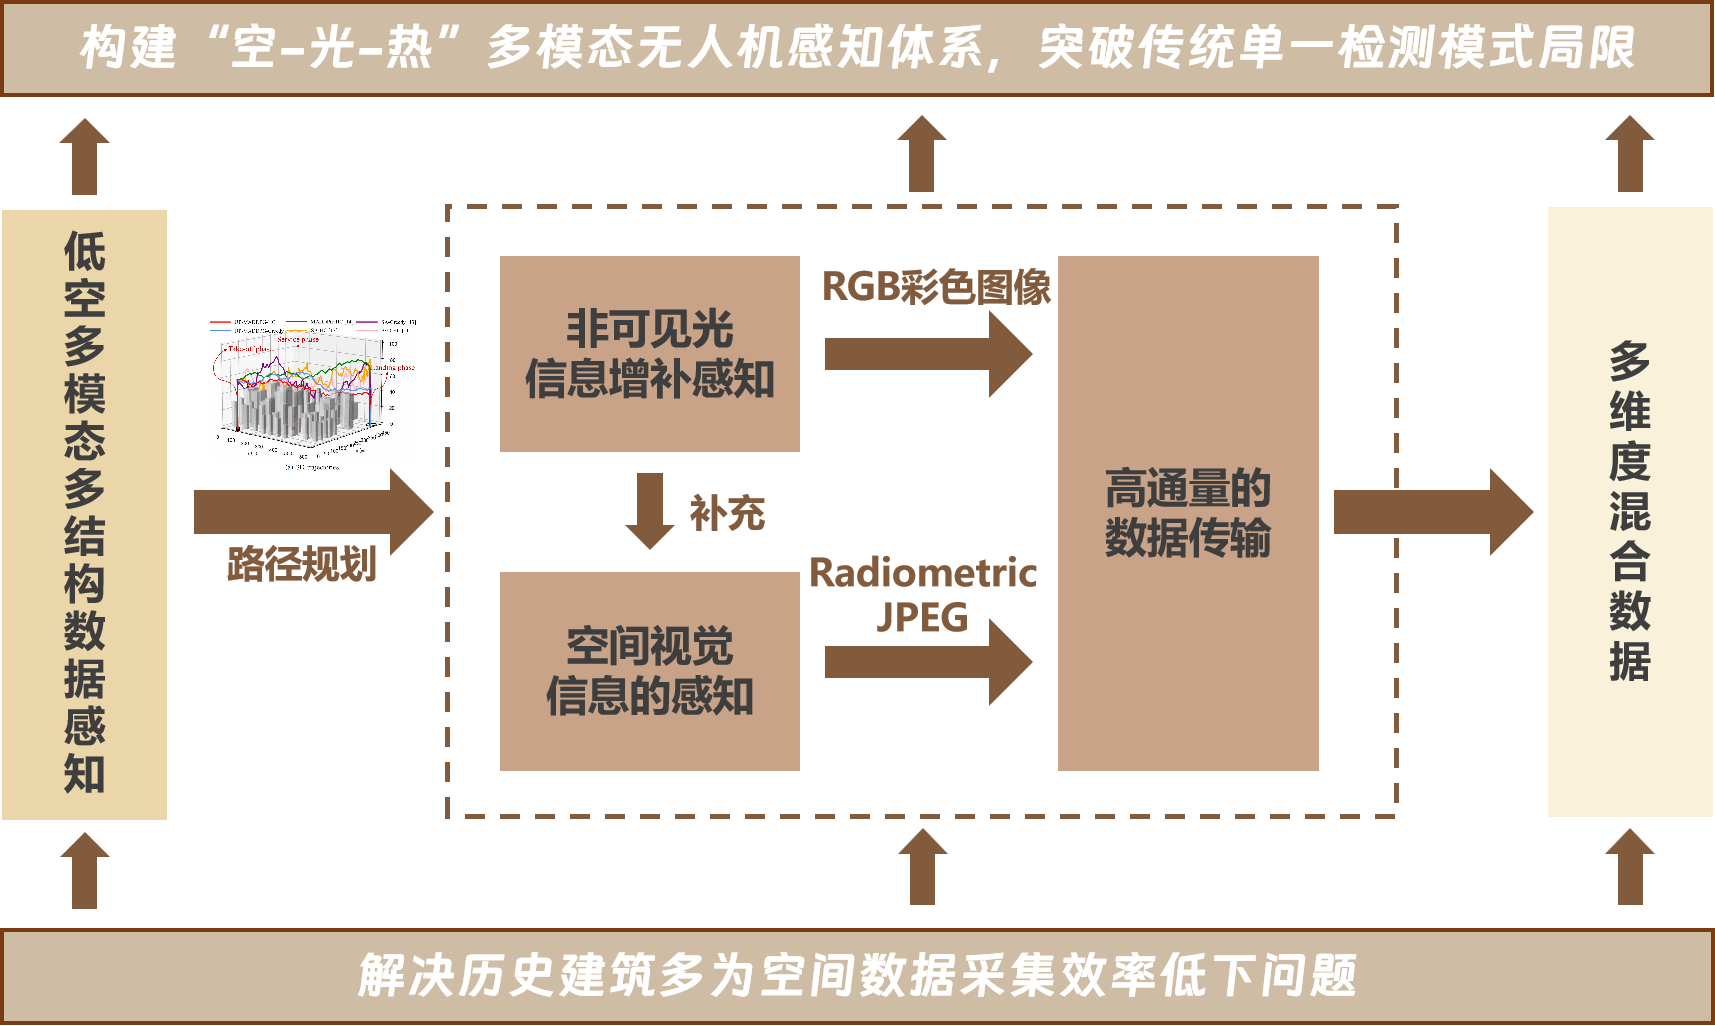 构建“空-光-热”多模态无人机感知体系，突破传统单一检测模式局限
低空多模态多结构数据感知
Service phase
Landing phase
路径规划
非可见光
信息增补感知
RGB彩色图像
补充
空间视觉
信息的感知
Radiometric
JPEG
高通量的
数据传输
多维度混合数据
解决历史建筑多为空间数据采集效率低下问题